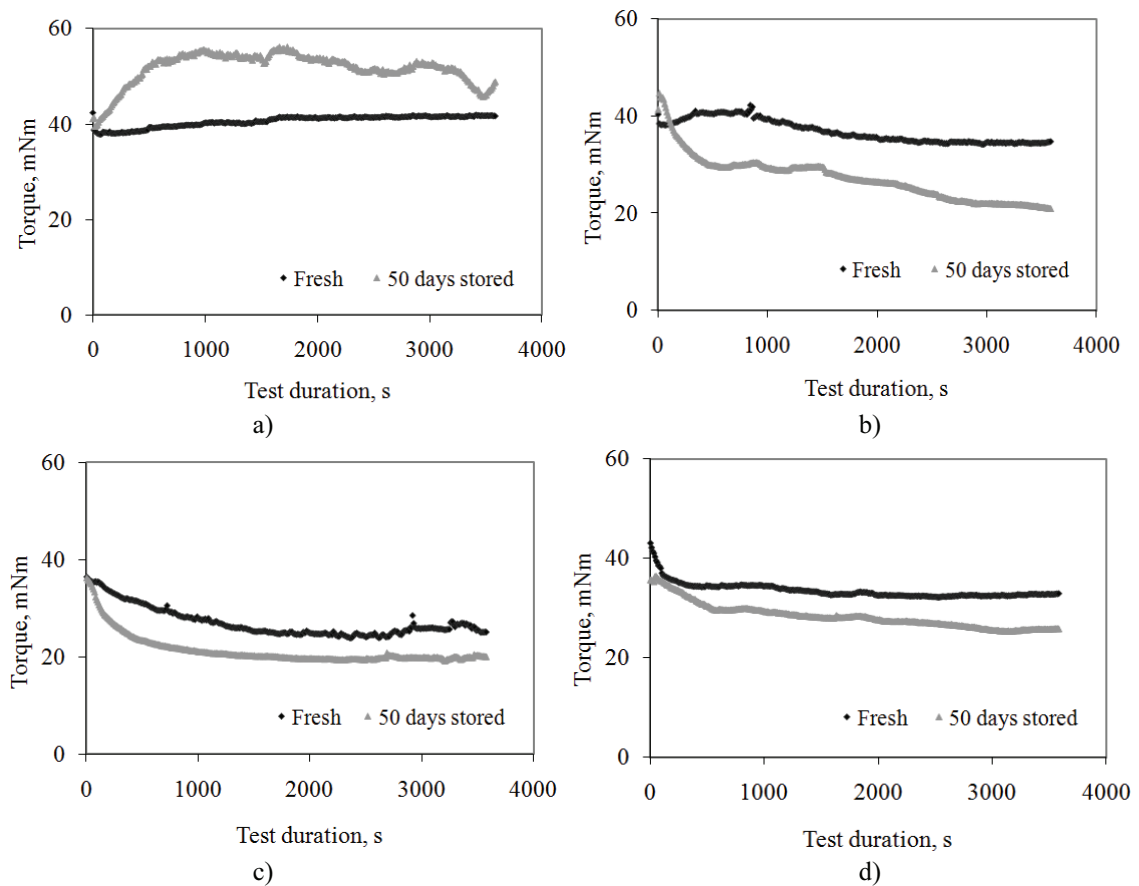 60
40
20
0
Torque, mNm
Fresh
50 days stored
0 1000 2000 3000 4000
Test duration, s
a)
60
40
20
0
Torque, mNm
Fresh
50 days stored
0 1000 2000 3000 4000
Test duration, s
b)
60
40
20
0
Torque, mNm
Fresh
50 days stored
0 1000 2000 3000 4000
Test duration, s
c)
60
40
20
0
Torque, mNm
Fresh
50 days stored
0 1000 2000 3000 4000
Test duration, s
d)